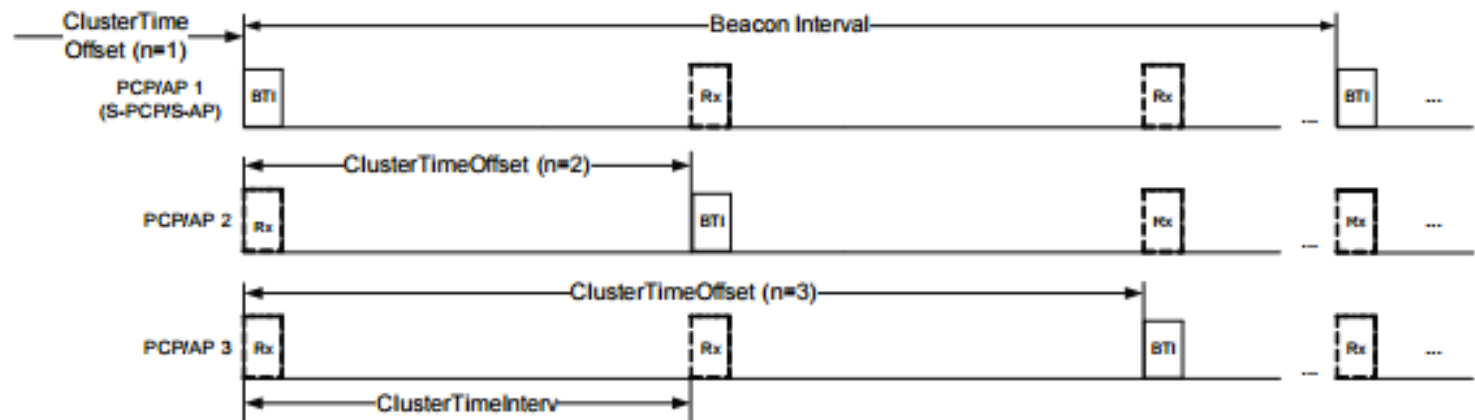 ClusterTime
Offset (n=1)
Beacon Interval
PCP/AP 1
(S-PCP/S-AP)
BTI
Rx
Rx
...
BTI
...
ClusterTimeOffset (n=2)
PCP/AP 2
Rx
BTI
Rx
...
Rx
...
ClusterTimeOffset (n=3)
PCP/AP 3
Rx
Rx
BTI
...
Rx
...
ClusterTimeInterv